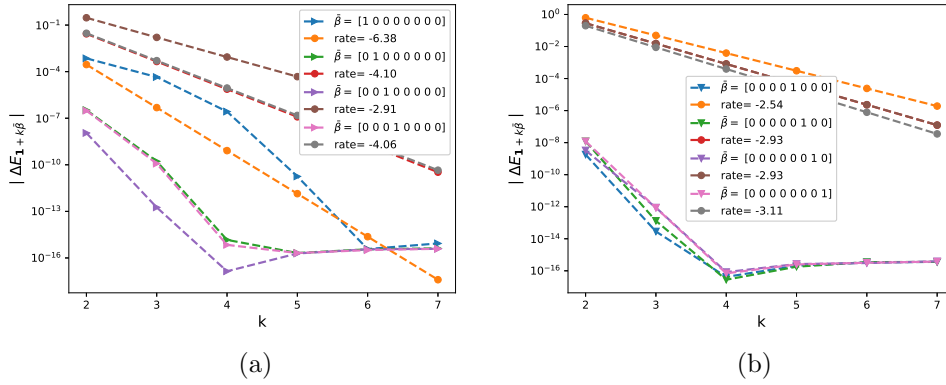 | ΔE_{1 + kβ̄} |
10^{-1}
10^{-4}
10^{-7}
10^{-10}
10^{-13}
10^{-16}
2 3 4 5 6 7
k
β̄ = [1 0 0 0 0 0 0 0]
rate= -6.38
β̄ = [0 1 0 0 0 0 0 0]
rate= -4.10
β̄ = [0 0 1 0 0 0 0 0]
rate= -2.91
β̄ = [0 0 0 1 0 0 0 0]
rate= -4.06
(a)
| ΔE_{1 + kβ̄} |
10^{0}
10^{-2}
10^{-4}
10^{-6}
10^{-8}
10^{-10}
10^{-12}
10^{-14}
10^{-16}
2 3 4 5 6 7
k
β̄ = [0 0 0 0 1 0 0 0]
rate= -2.54
β̄ = [0 0 0 0 0 1 0 0]
rate= -2.93
β̄ = [0 0 0 0 0 0 1 0]
rate= -2.93
β̄ = [0 0 0 0 0 0 0 1]
rate= -3.11
(b)